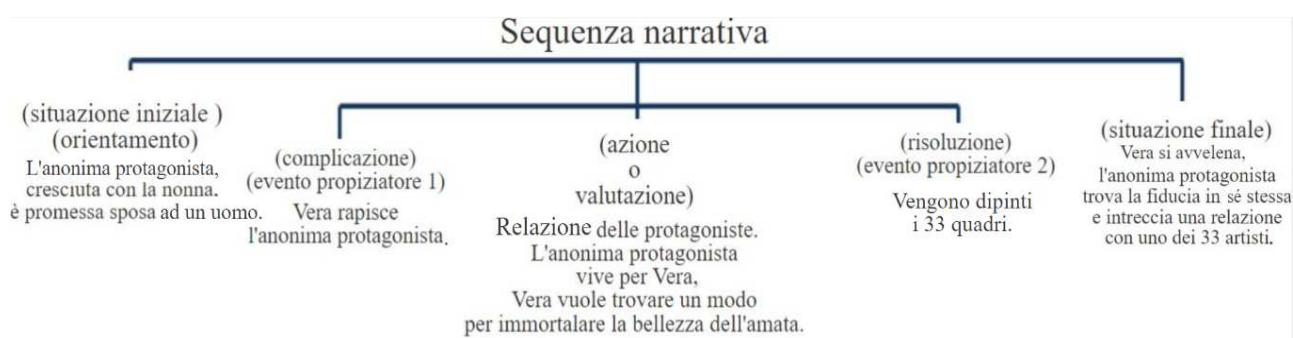 Sequenza narrativa
(situazione iniziale )
(orientamento)
L'anonima protagonista,
cresciuta con la nonna.
è promessa sposa ad un uomo.
(complicazione)
(evento propiziatore 1)
Vera rapisce
l'anonima protagonista.
(azione
o
valutazione)
Relazione delle protagoniste.
L'anonima protagonista
vive per Vera,
Vera vuole trovare un modo
per immortalare la bellezza dell'amata.
(risoluzione)
(evento propiziatore 2)
Vengono dipinti
i 33 quadri.
(situazione finale)
Vera si avvelena,
l'anonima protagonista
trova la fiducia in sé stessa
e intreccia una relazione
con uno dei 33 artisti.